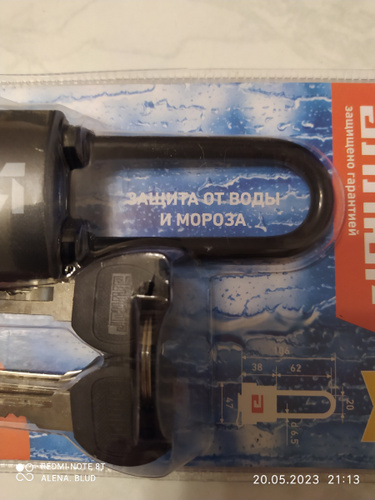 ЗАЩИТА ОТ ВОДЫ
И МОРОЗА
защищено гарантией
38
62
47
20
REDMI NOTE 8T
ALENA. BLUD
20.05.2023 21:13